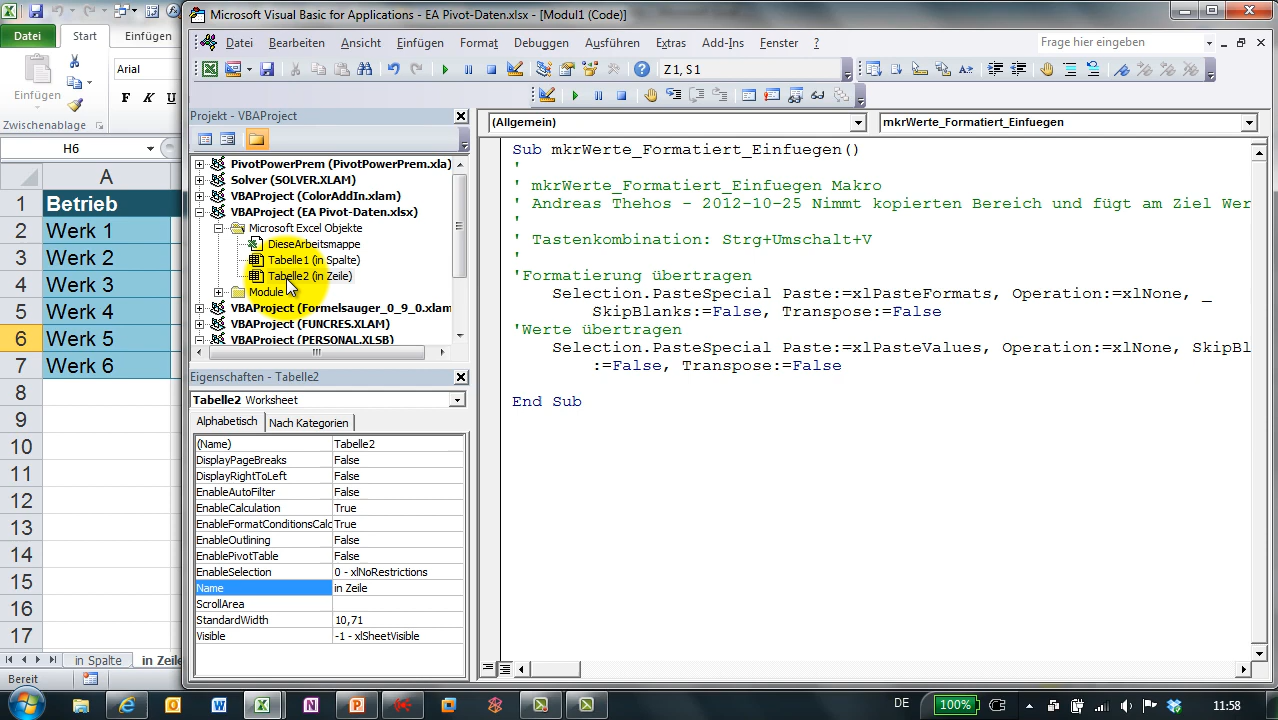 Microsoft Visual Basic for Applications - EA Pivot-Daten.xlsx - [Modul1 (Code)]
Datei
Start
Einfügen
Datei Bearbeiten Ansicht Einfügen Format Debuggen Ausführen Extras Add-Ins Fenster ?
Frage hier eingeben
Arial
Einfügen
F K U
Zwischenablage
Z1, S1
H6
Projekt - VBAProject
PivotPowerPrem (PivotPowerPrem.xla)
Solver (SOLVER.XLAM)
VBAProject (ColorAddIn.xlam)
VBAProject (EA Pivot-Daten.xlsx)
Microsoft Excel Objekte
DieseArbeitsmappe
Tabelle1 (in Spalte)
Tabelle2 (in Zeile)
Module
VBAProject (Formelsauger_0_9_0.xlam
VBAProject (FUNCRES.XLAM)
VBAProject (PERSONAL.XLSB)
Eigenschaften - Tabelle2
Tabelle2 Worksheet
Alphabetisch
Nach Kategorien
(Name) Tabelle2
DisplayPageBreaks False
DisplayRightToLeft False
EnableAutoFilter False
EnableCalculation True
EnableFormatConditionsCalc True
EnableOutlining False
EnablePivotTable False
EnableSelection 0 - xlNoRestrictions
Name in Zeile
ScrollArea
StandardWidth 10,71
Visible -1 - xlSheetVisible
(Allgemein)
mkrWerte_Formatiert_Einfuegen
Sub mkrWerte_Formatiert_Einfuegen()
'
' mkrWerte_Formatiert_Einfuegen Makro
' Andreas Thehos - 2012-10-25 Nimmt kopierten Bereich und fügt am Ziel Wer
'
' Tastenkombination: Strg+Umschalt+V
'
'Formatierung übertragen
Selection.PasteSpecial Paste:=xlPasteFormats, Operation:=xlNone, _
SkipBlanks:=False, Transpose:=False
'Werte übertragen
Selection.PasteSpecial Paste:=xlPasteValues, Operation:=xlNone, SkipBl
:=False, Transpose:=False
End Sub
A
1 Betrieb
2 Werk 1
3 Werk 2
4 Werk 3
5 Werk 4
6 Werk 5
7 Werk 6
8
9
10
11
12
13
14
15
16
17
in Spalte
in Zeile
Bereit
DE
100%
11:58